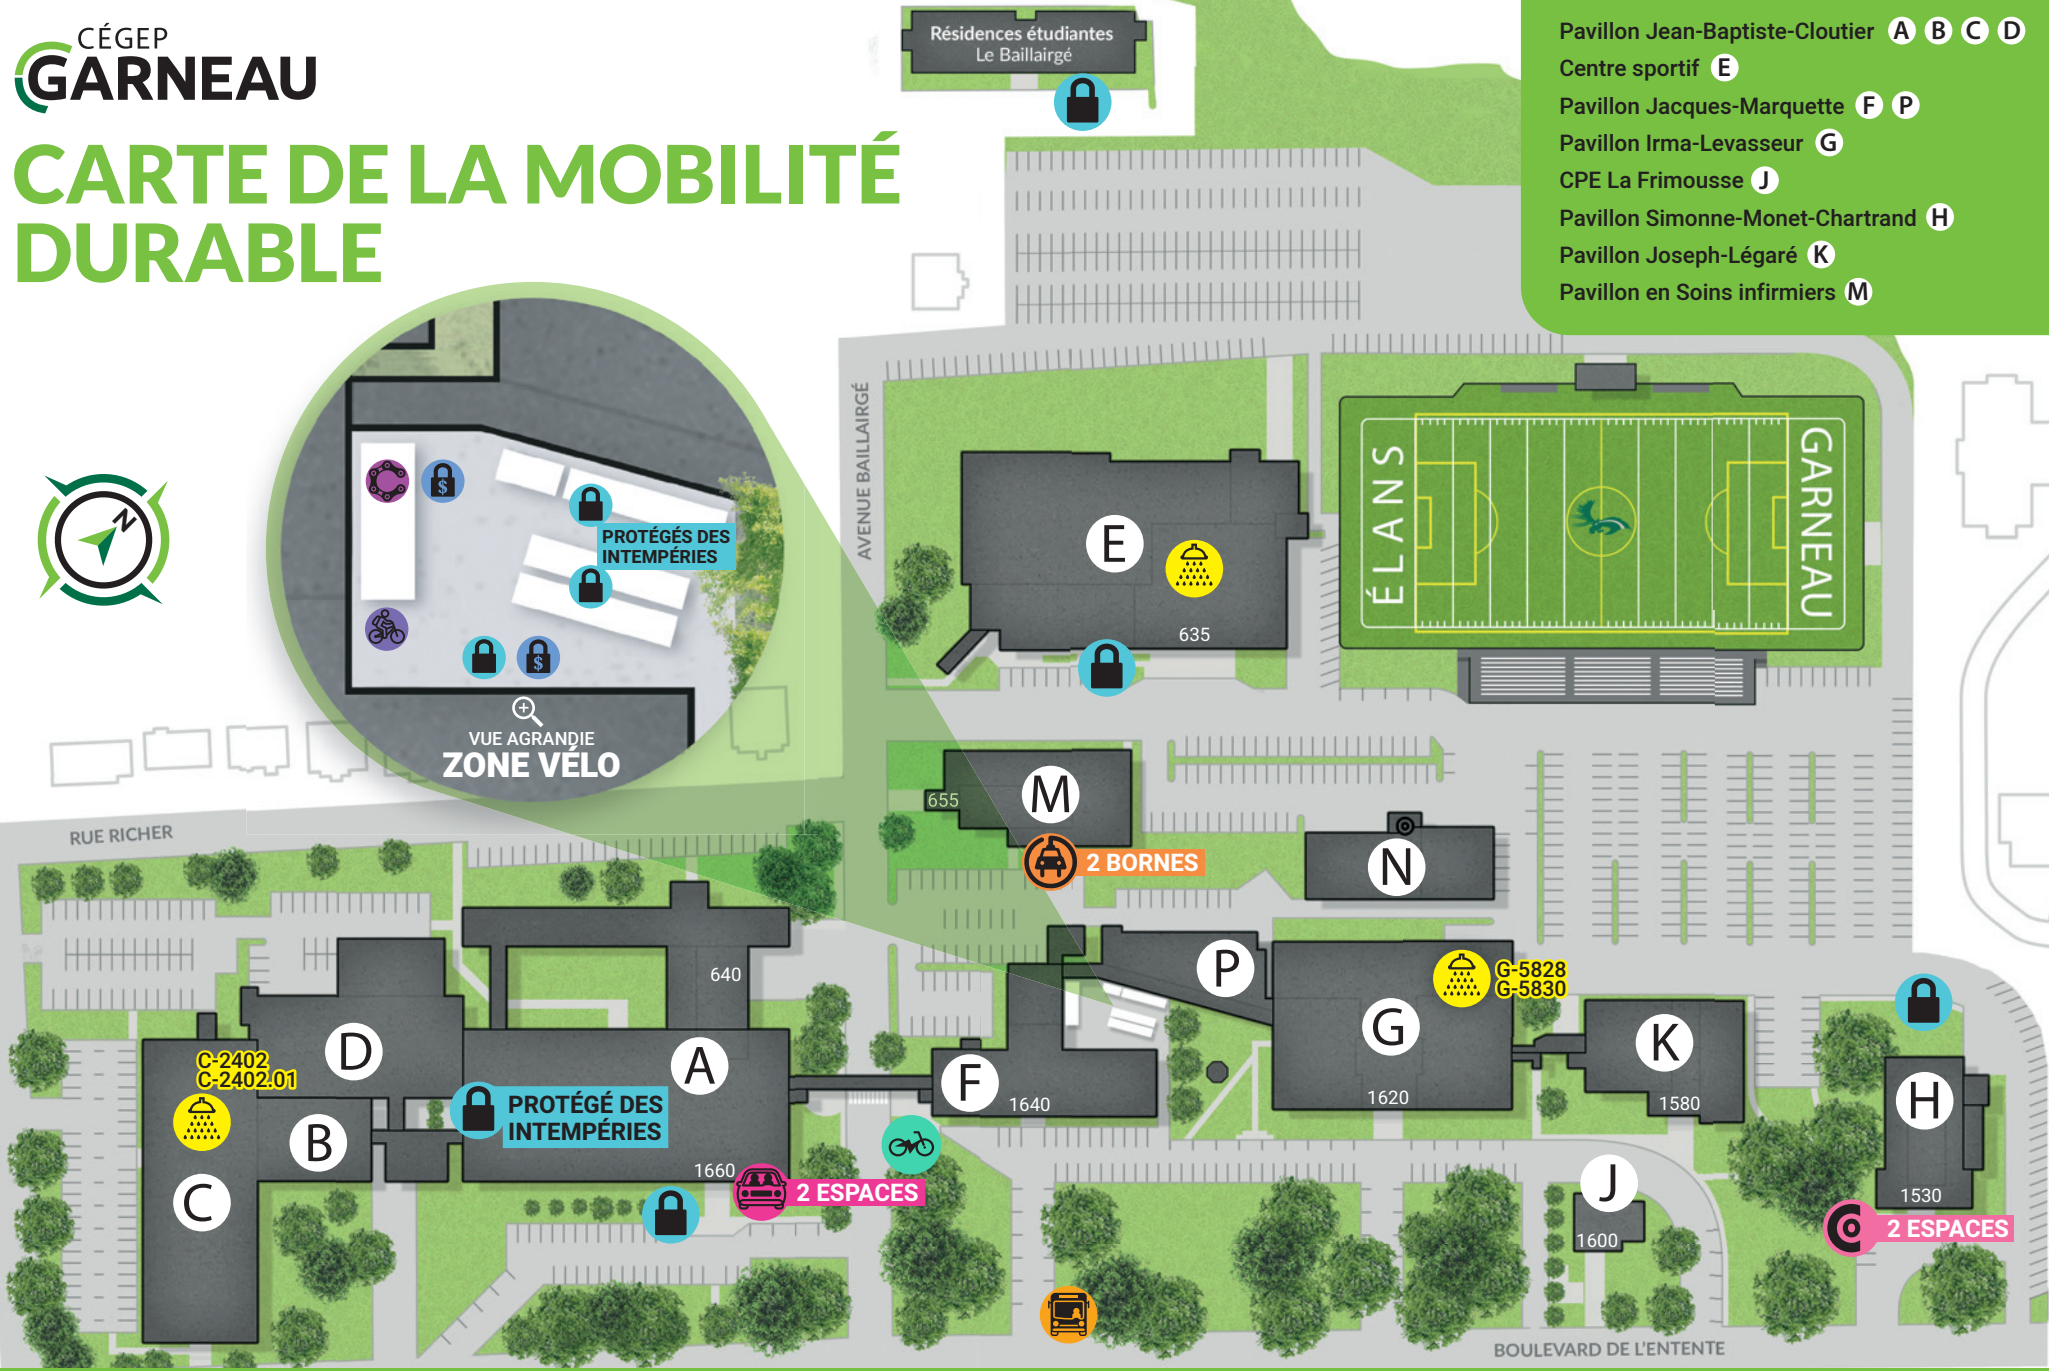 CÉGEP
GARNEAU
CARTE DE LA MOBILITÉ
DURABLE
Résidences étudiantes
Le Baillairgé
Pavillon Jean-Baptiste-Cloutier A B C D
Centre sportif E
Pavillon Jacques-Marquette F P
Pavillon Irma-Levasseur G
CPE La Frimousse J
Pavillon Simonne-Monet-Chartrand H
Pavillon Joseph-Légaré K
Pavillon en Soins infirmiers M
N
$
PROTÉGÉS DES
INTEMPÉRIES
$
VUE AGRANDIE
ZONE VÉLO
AVENUE BAILLAIRGÉ
E
635
ÉLANS
GARNEAU
RUE RICHER
655
M
2 BORNES
N
640
P
G-5828
G-5830
G
1620
K
1580
H
1530
2 ESPACES
D
A
C-2402
C-2402.01
B
C
PROTÉGÉ DES
INTEMPÉRIES
1660
2 ESPACES
F
1640
J
1600
BOULEVARD DE L'ENTENTE